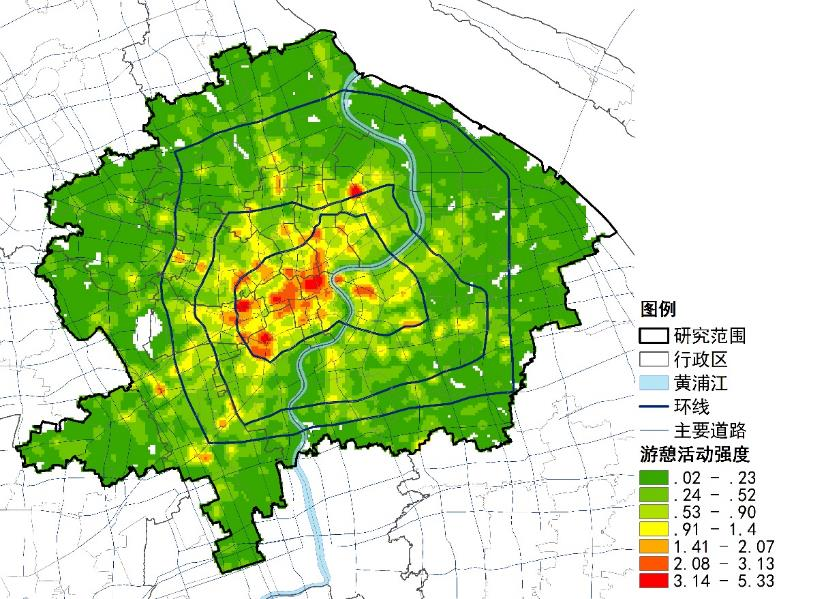 图例
研究范围
行政区
黄浦江
环线
主要道路
游憩活动强度
.02 - .23
.24 - .52
.53 - .90
.91 - 1.4
1.41 - 2.07
2.08 - 3.13
3.14 - 5.33